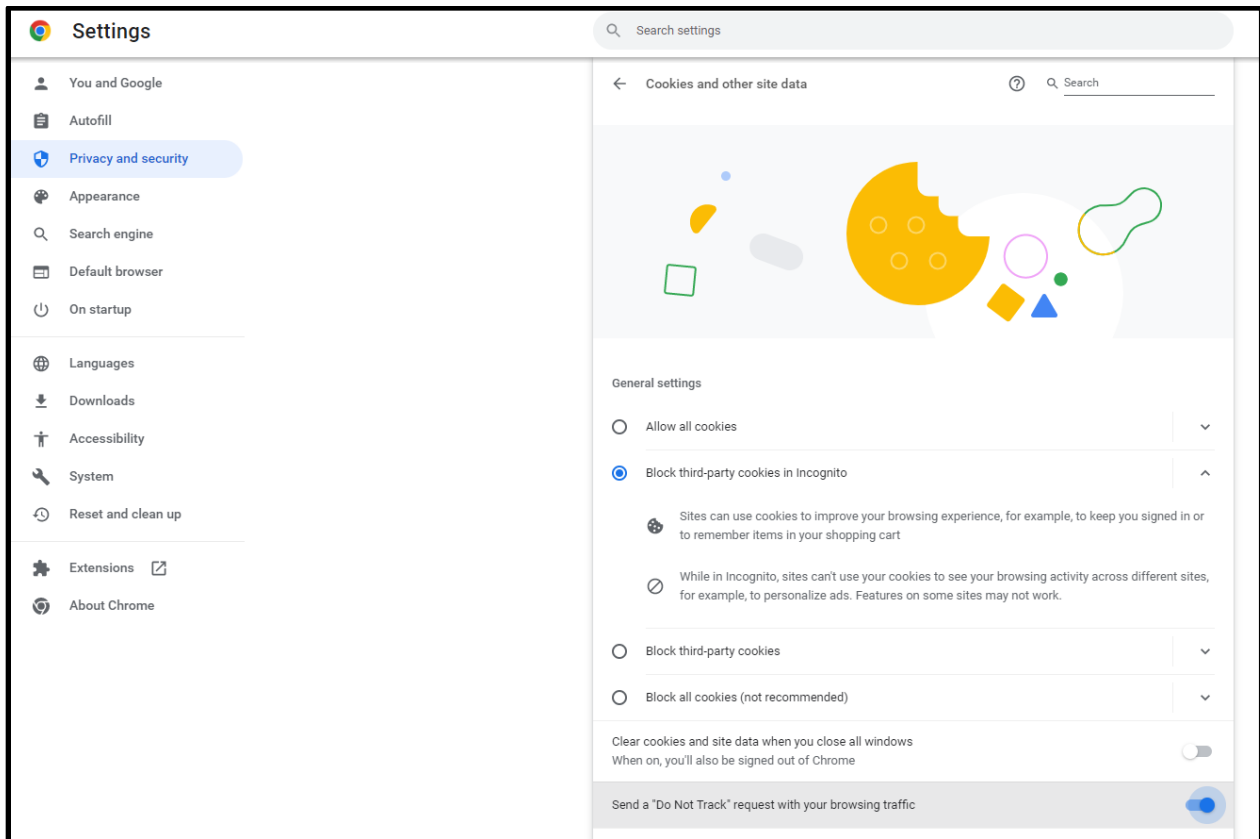 Settings
Search settings
You and Google
Autofill
Privacy and security
Appearance
Search engine
Default browser
On startup
Languages
Downloads
Accessibility
System
Reset and clean up
Extensions
About Chrome
Cookies and other site data
Search
General settings
Allow all cookies
Block third-party cookies in Incognito
Sites can use cookies to improve your browsing experience, for example, to keep you signed in or
to remember items in your shopping cart
While in Incognito, sites can't use your cookies to see your browsing activity across different sites,
for example, to personalize ads. Features on some sites may not work.
Block third-party cookies
Block all cookies (not recommended)
Clear cookies and site data when you close all windows
When on, you'll also be signed out of Chrome
Send a "Do Not Track" request with your browsing traffic